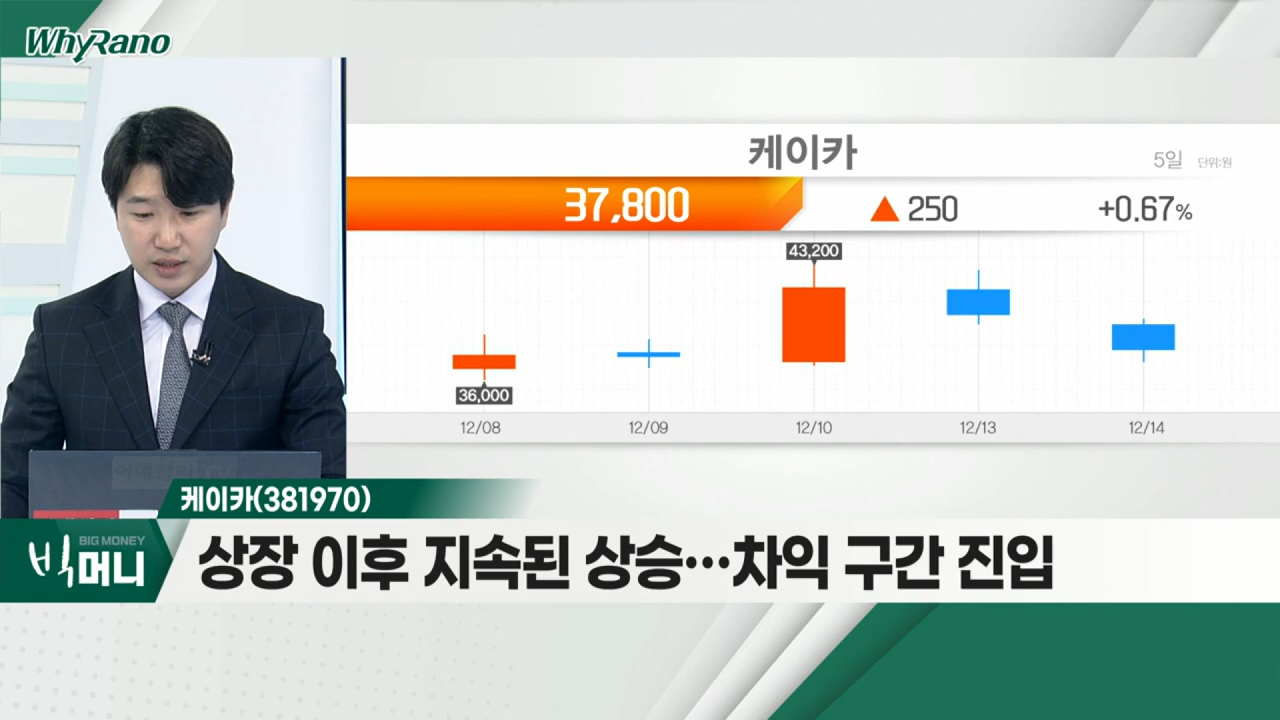 WhyRano
케이카
5일 단위:원
37,800 ▲ 250 +0.67%
43,200
36,000
12/08 12/09 12/10 12/13 12/14
케이카(381970)
BIG MONEY
빅머니
상장 이후 지속된 상승…차익 구간 진입